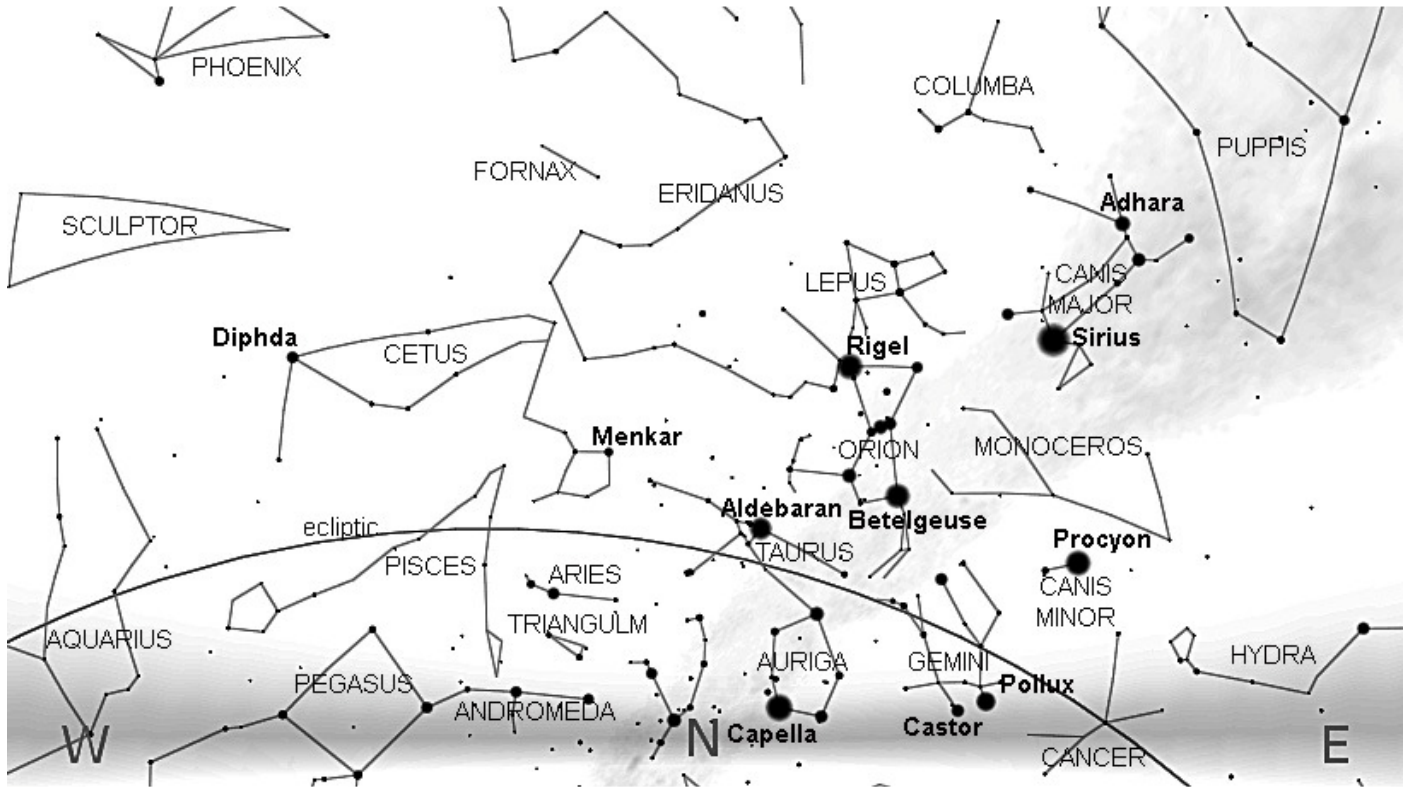 PHOENIX
COLUMBA
PUPPIS
FORNAX
ERIDANUS
Adhara
SCULPTOR
CANIS
MAJOR
LEPUS
Diphda
CETUS
Rigel
Sirius
Menkar
ORION
MONOCEROS
Aldebaran
Betelgeuse
ecliptic
TAURUS
Procyon
PISCES
ARIES
CANIS
MINOR
TRIANGULM
AQUARIUS
AURIGA
GEMINI
HYDRA
PEGASUS
Pollux
ANDROMEDA
Capella
Castor
W
N
E
CANCER